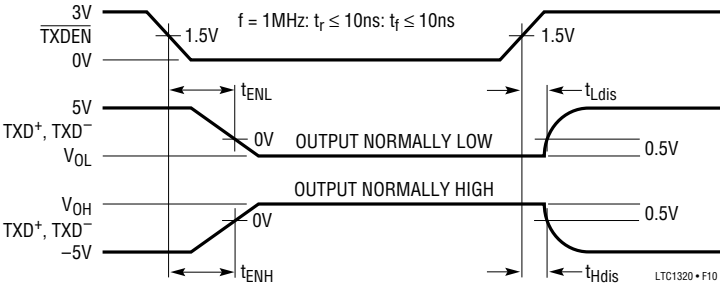 3V
TXDEN
0V
1.5V
f = 1MHz: tr ≤ 10ns: tf ≤ 10ns
1.5V
tENL
tLdis
5V
TXD+, TXD−
VOL
0V
OUTPUT NORMALLY LOW
0.5V
OUTPUT NORMALLY HIGH
VOH
TXD+, TXD−
−5V
0V
0.5V
tENH
tHdis
LTC1320 • F10